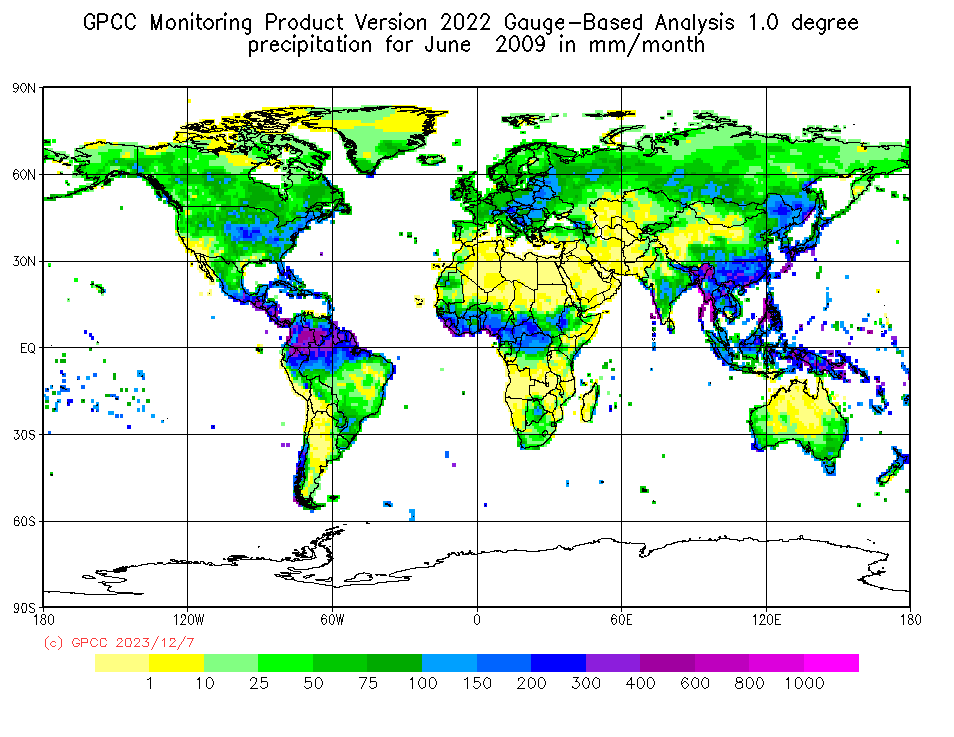 GPCC Monitoring Product Version 2022 Gauge-Based Analysis 1.0 degree
precipitation for June 2009 in mm/month
90N
60N
30N
EQ
30S
60S
90S
180 120W 60W 0 60E 120E 180
(c) GPCC 2023/12/7
1 10 25 50 75 100 150 200 300 400 600 800 1000